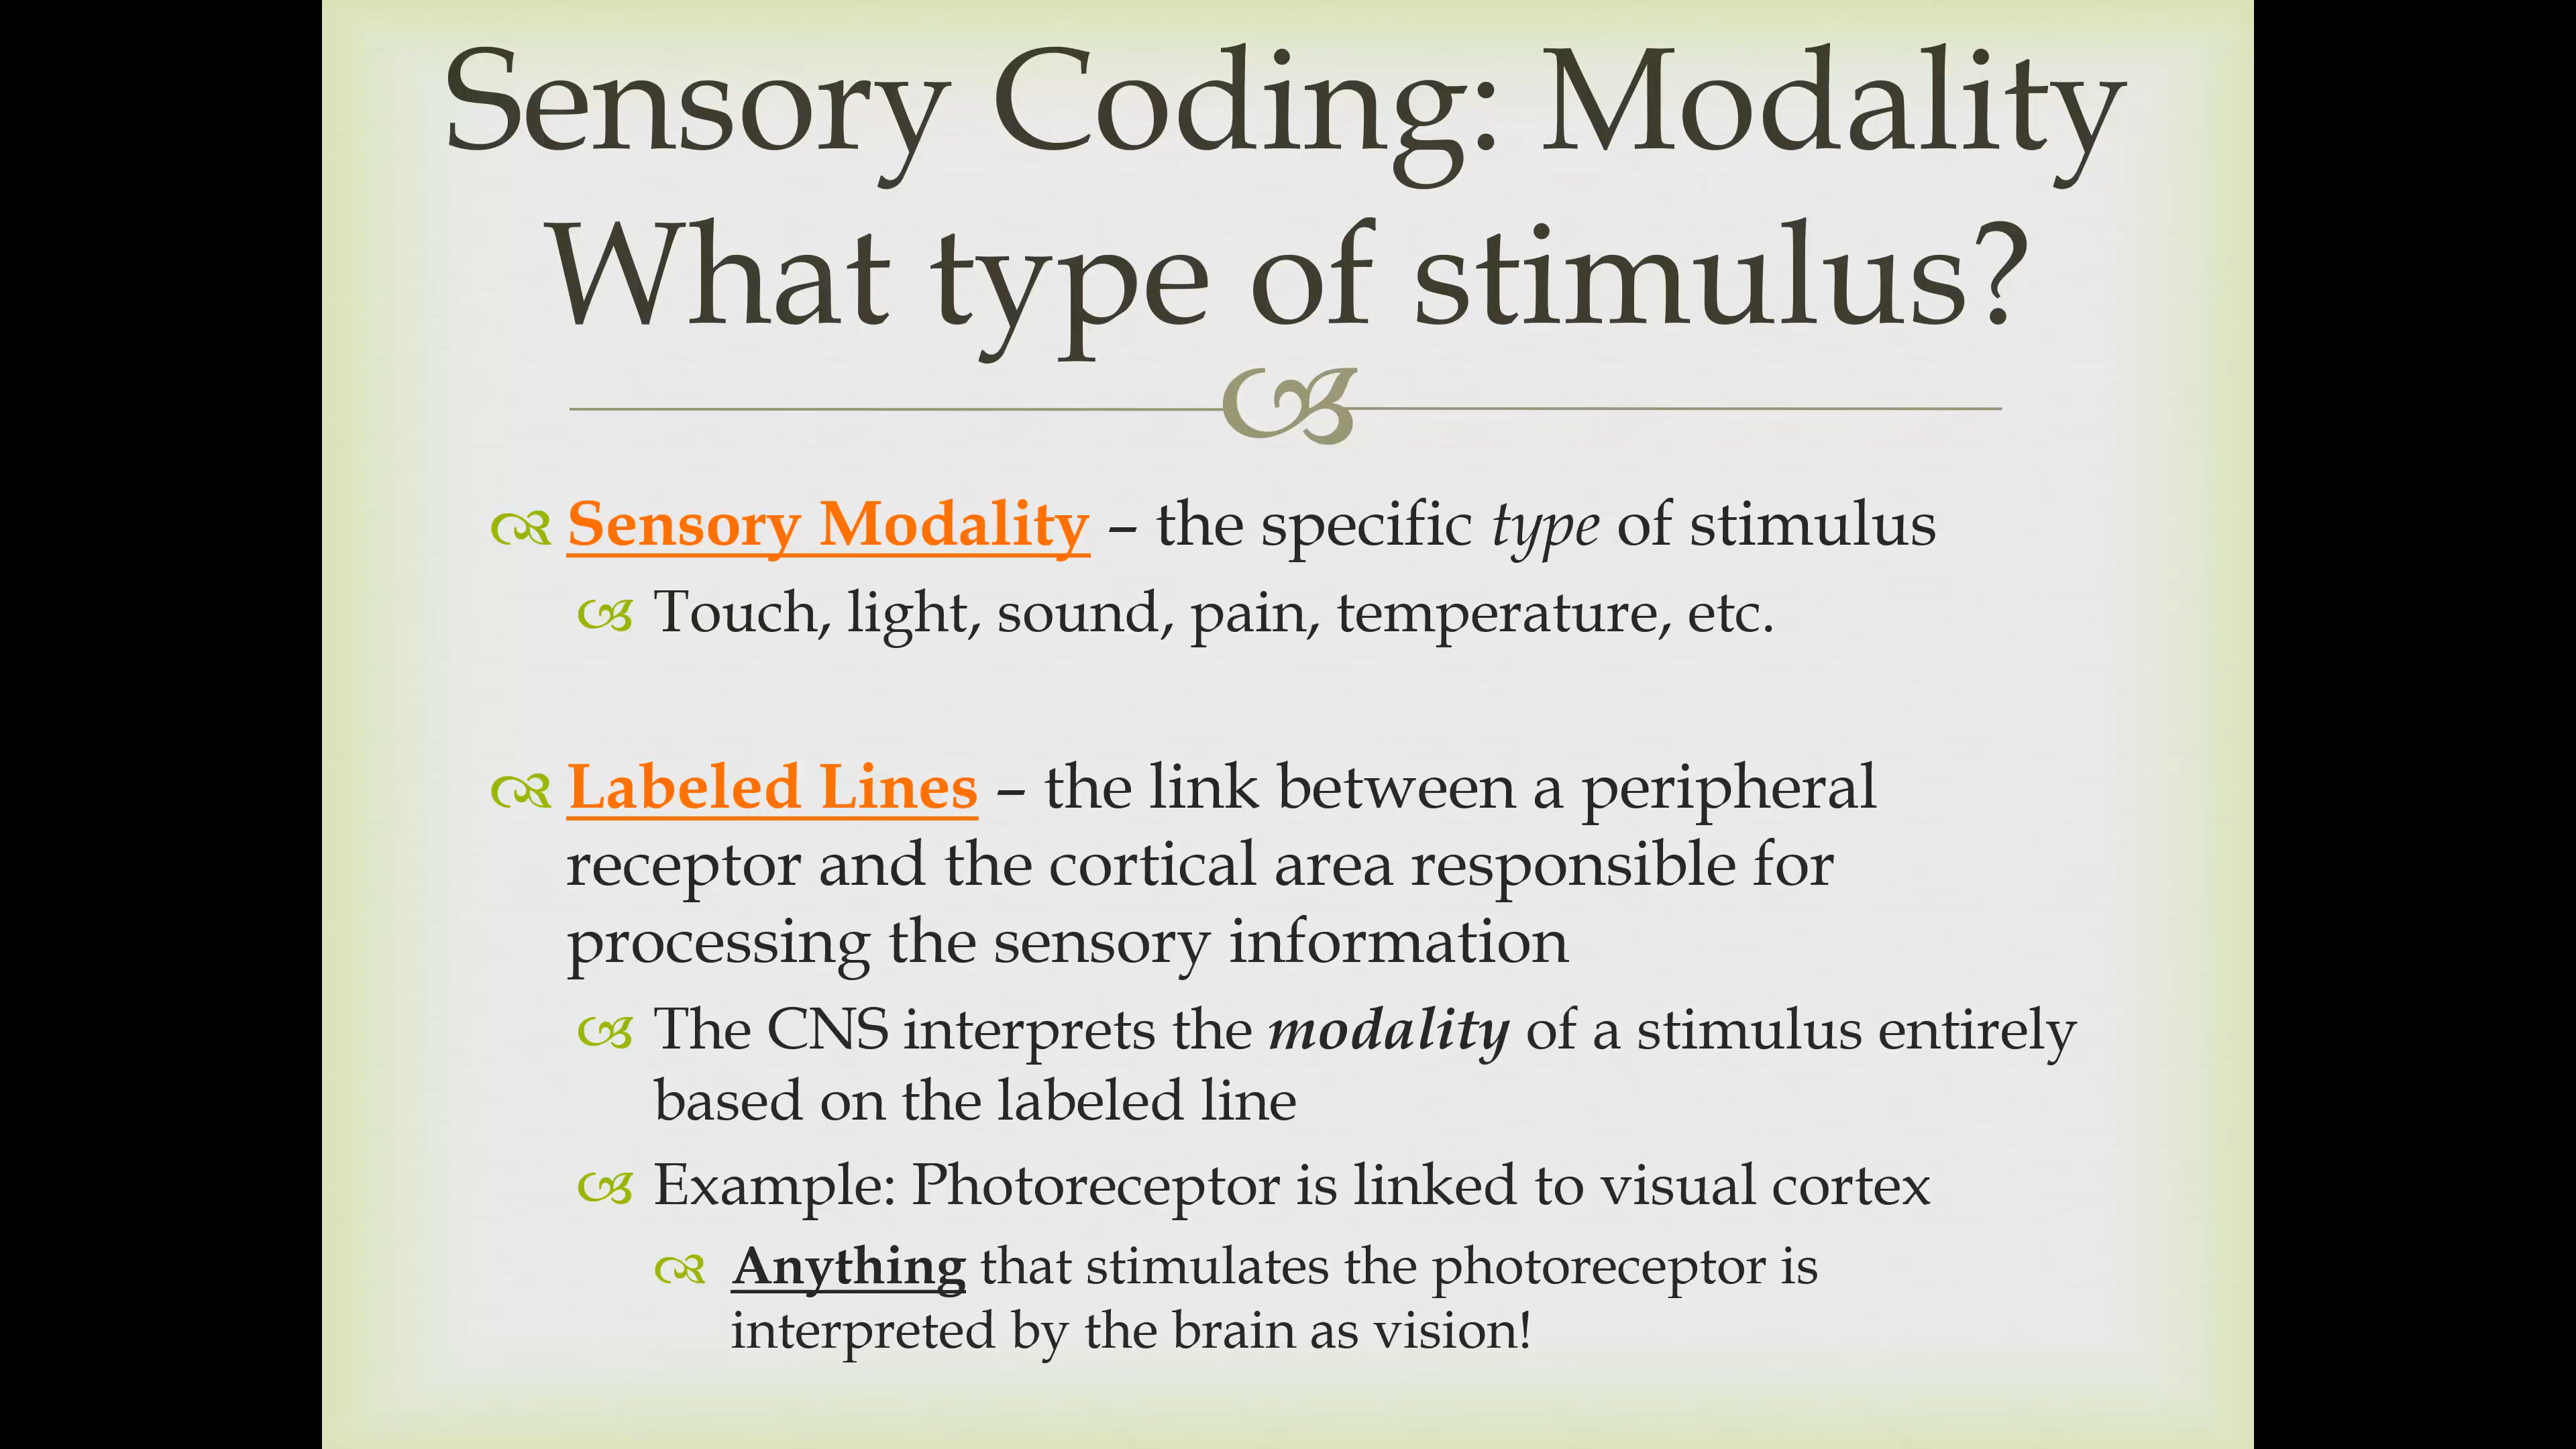 Sensory Coding: Modality
What type of stimulus?
Sensory Modality – the specific type of stimulus
Touch, light, sound, pain, temperature, etc.
Labeled Lines – the link between a peripheral
receptor and the cortical area responsible for
processing the sensory information
The CNS interprets the modality of a stimulus entirely
based on the labeled line
Example: Photoreceptor is linked to visual cortex
Anything that stimulates the photoreceptor is
interpreted by the brain as vision!